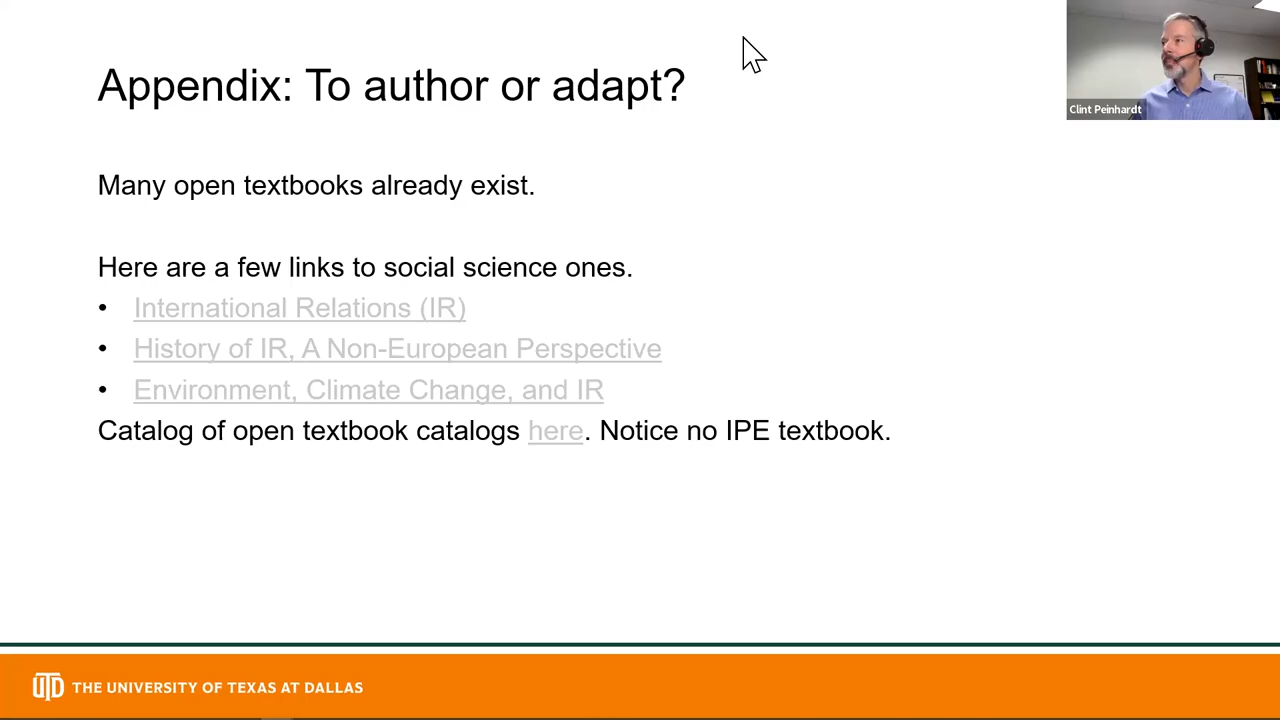 Appendix: To author or adapt?
Clint Peinhardt
Many open textbooks already exist.
Here are a few links to social science ones.
• International Relations (IR)
• History of IR, A Non-European Perspective
• Environment, Climate Change, and IR
Catalog of open textbook catalogs here. Notice no IPE textbook.
UTD THE UNIVERSITY OF TEXAS AT DALLAS